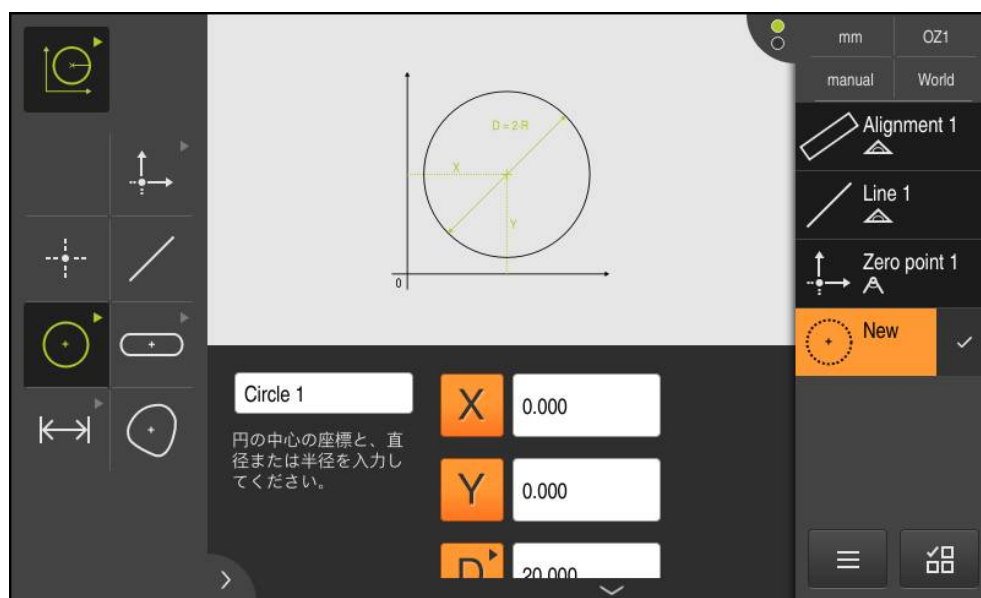 mm
OZ1
manual
World
D = 2·R
X
Y
0
Alignment 1
Line 1
Zero point 1
New
Circle 1
円の中心の座標と、直
径または半径を入力し
てください。
X
0.000
Y
0.000
D
20.000